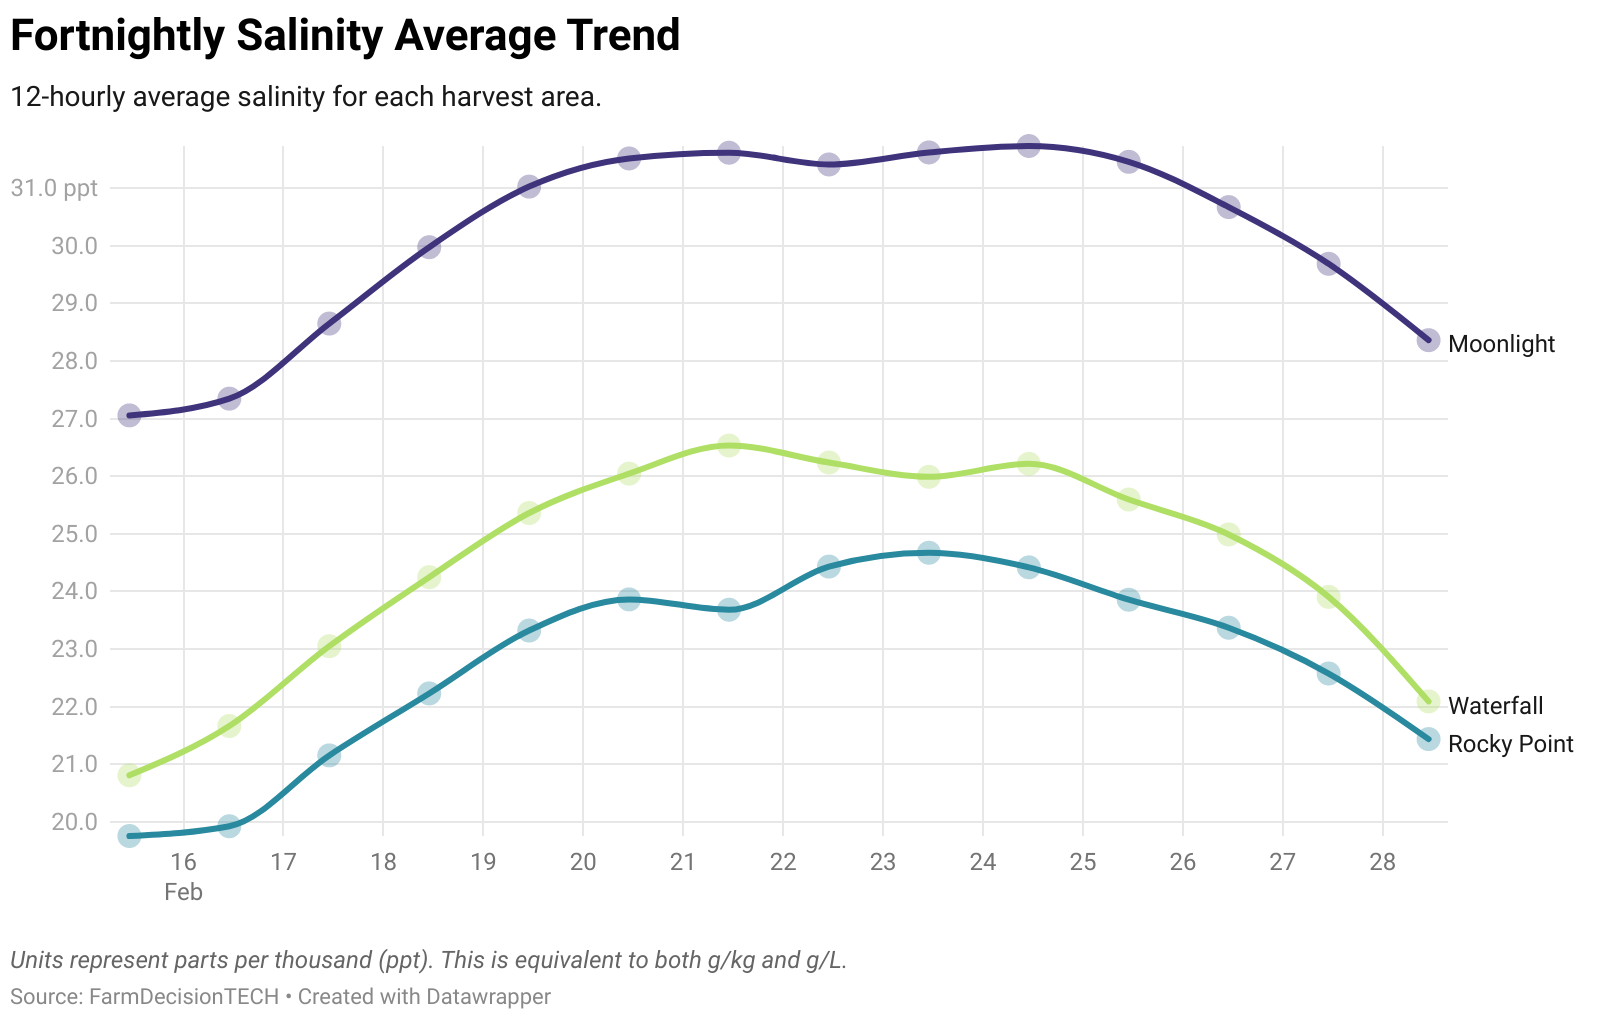 Fortnightly Salinity Average Trend
12-hourly average salinity for each harvest area.
31.0 ppt
30.0
29.0
28.0
27.0
26.0
25.0
24.0
23.0
22.0
21.0
20.0
Moonlight
Waterfall
Rocky Point
16 17 18 19 20 21 22 23 24 25 26 27 28
Feb
Units represent parts per thousand (ppt). This is equivalent to both g/kg and g/L.
Source: FarmDecisionTECH • Created with Datawrapper